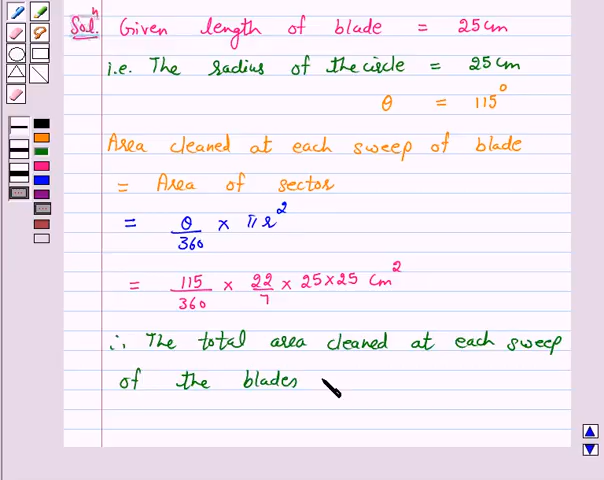 Solⁿ Given length of blade = 25cm
i.e. The radius of the circle = 25cm
θ = 115°
Area cleaned at each sweep of blade
= Area of sector
= θ/360 × πr²
= 115/360 × 22/7 × 25×25 cm²
∴ The total area cleaned at each sweep
of the blades